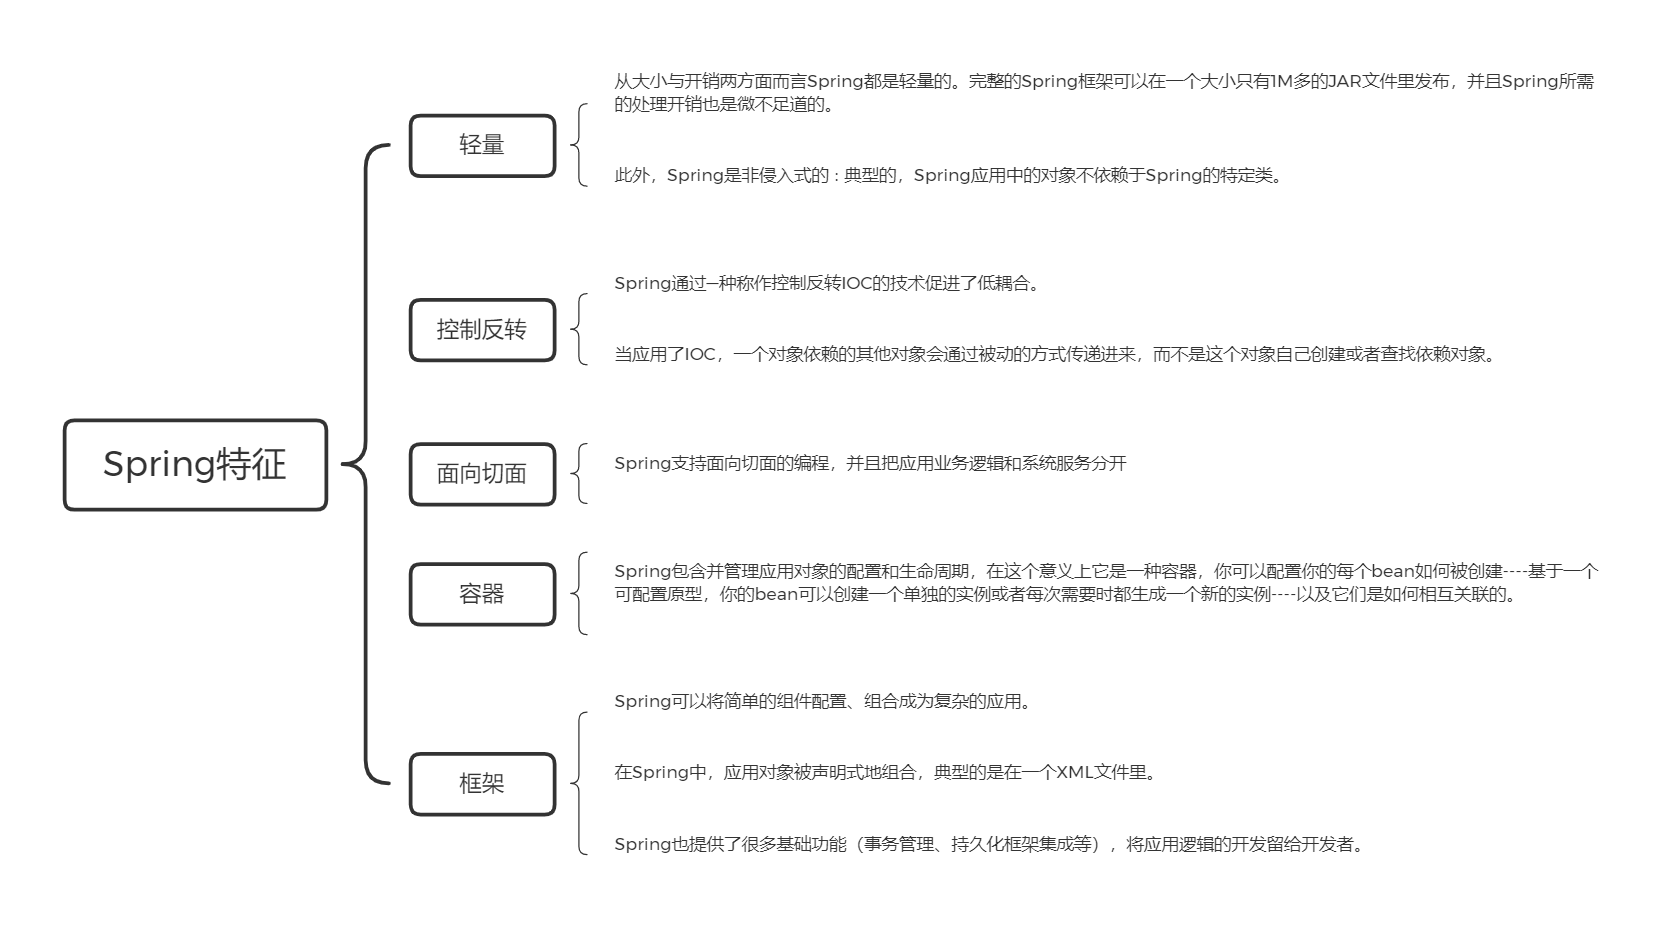 Spring特征
轻量
从大小与开销两方面而言Spring都是轻量的。完整的Spring框架可以在一个大小只有1M多的JAR文件里发布，并且Spring所需
的处理开销也是微不足道的。
此外，Spring是非侵入式的：典型的，Spring应用中的对象不依赖于Spring的特定类。
控制反转
Spring通过一种称作控制反转IOC的技术促进了低耦合。
当应用了IOC，一个对象依赖的其他对象会通过被动的方式传递进来，而不是这个对象自己创建或者查找依赖对象。
面向切面
Spring支持面向切面的编程，并且把应用业务逻辑和系统服务分开
容器
Spring包含并管理应用对象的配置和生命周期，在这个意义上它是一种容器，你可以配置你的每个bean如何被创建----基于一个
可配置原型，你的bean可以创建一个单独的实例或者每次需要时都生成一个新的实例----以及它们是如何相互关联的。
框架
Spring可以将简单的组件配置、组合成为复杂的应用。
在Spring中，应用对象被声明式地组合，典型的是在一个XML文件里。
Spring也提供了很多基础功能（事务管理、持久化框架集成等），将应用逻辑的开发留给开发者。